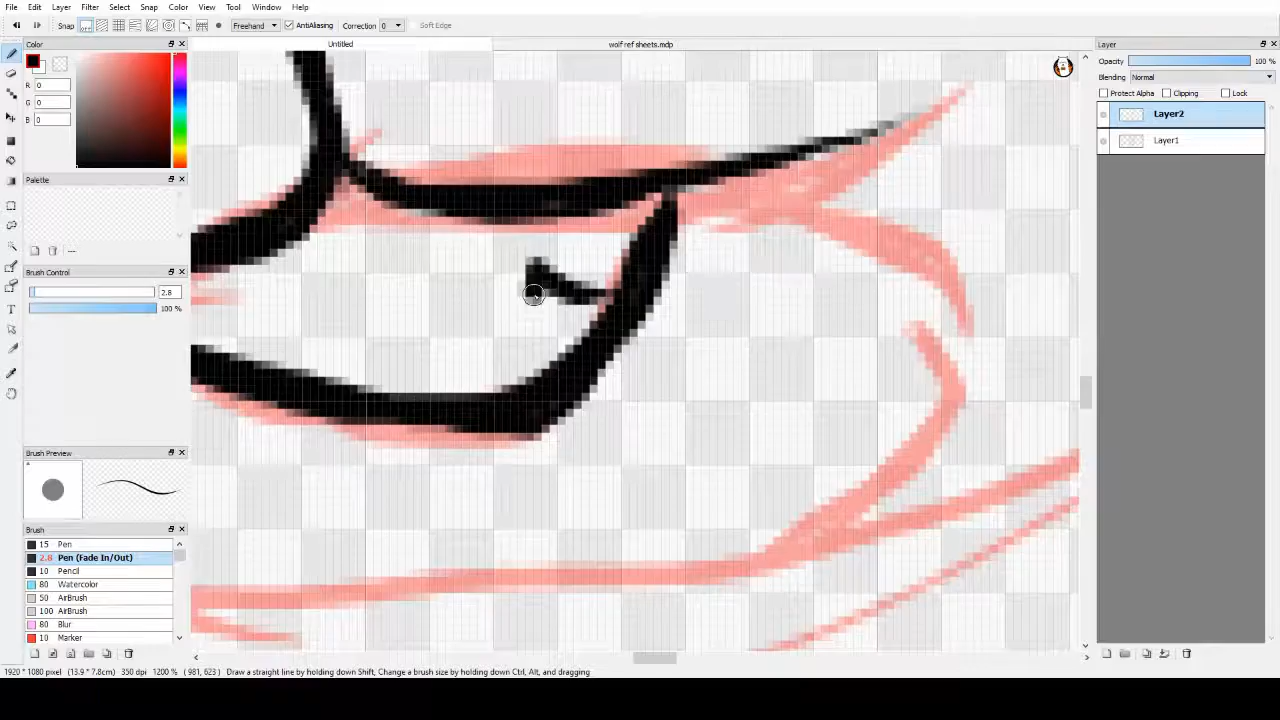 File Edit Layer Filter Select Snap Color View Tool Window Help
Snap OFF Freehand AntiAliasing Correction 0 Soft Edge
Color
Untitled
wolf ref sheets.mdp
Layer
R 0
G 0
B 0
Opacity 100 %
Blending Normal
Protect Alpha Clipping Lock
Layer2
Layer1
Palette
---
Brush Control
2.8
100 %
Brush Preview
Brush
15 Pen
2.8 Pen (Fade In/Out)
10 Pencil
80 Watercolor
50 AirBrush
100 AirBrush
80 Blur
10 Marker
1920 * 1080 pixel (13.9 * 7.8cm) 350 dpi 1200 % ( 981, 623 ) Draw a straight line by holding down Shift, Change a brush size by holding down Ctrl, Alt, and dragging